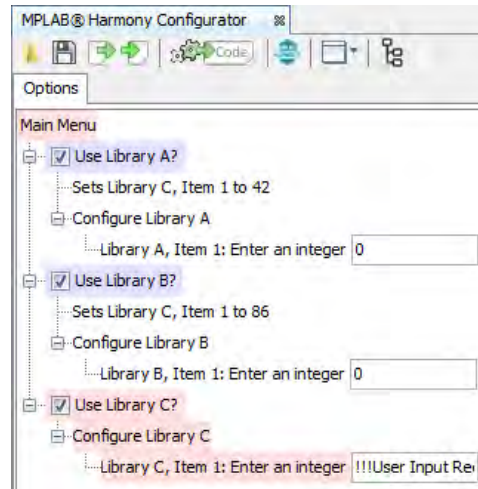 MPLAB® Harmony Configurator
Code
Options
Main Menu
Use Library A?
Sets Library C, Item 1 to 42
Configure Library A
Library A, Item 1: Enter an integer 0
Use Library B?
Sets Library C, Item 1 to 86
Configure Library B
Library B, Item 1: Enter an integer 0
Use Library C?
Configure Library C
Library C, Item 1: Enter an integer !!!User Input Re